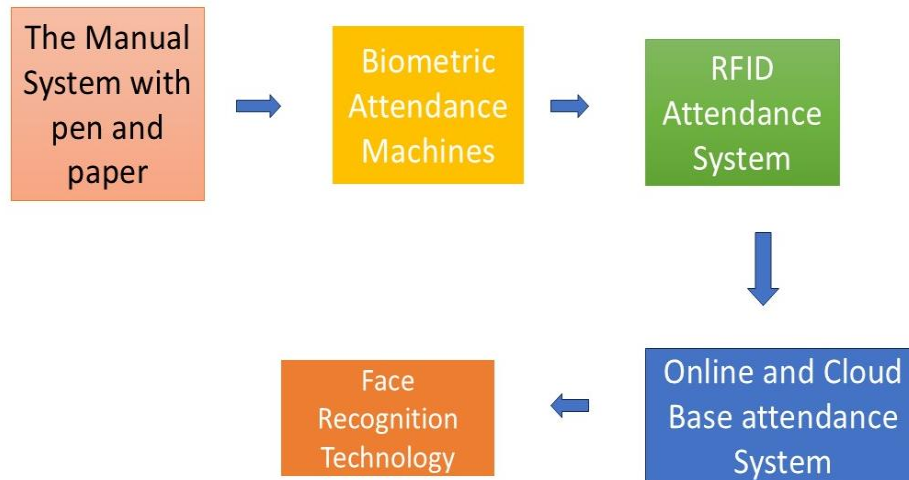 The Manual
System with
pen and
paper
Biometric
Attendance
Machines
RFID
Attendance
System
Online and Cloud
Base attendance
System
Face
Recognition
Technology